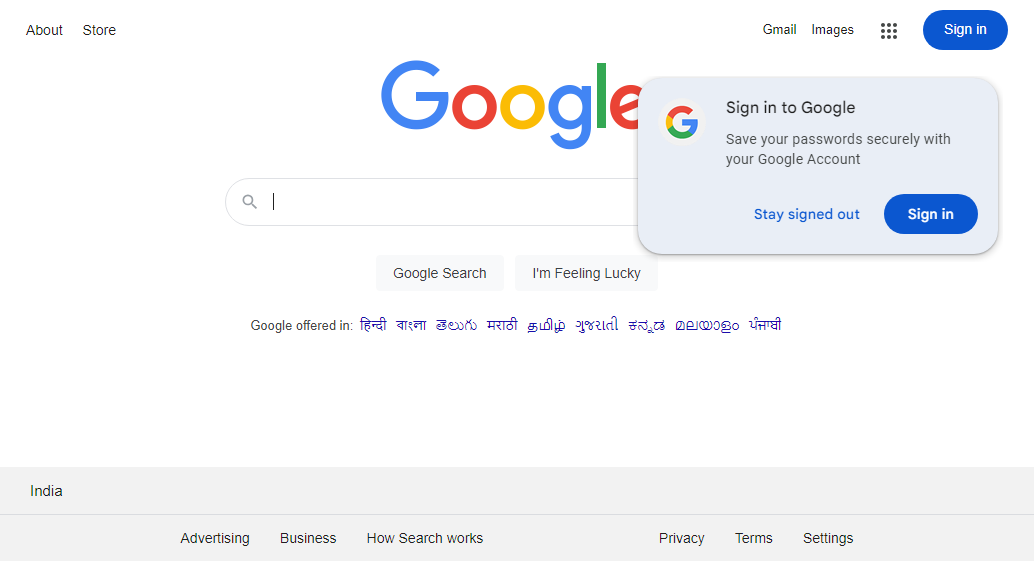 About Store Gmail Images Sign in
Google
Sign in to Google
Save your passwords securely with
your Google Account
Stay signed out Sign in
Google Search I'm Feeling Lucky
Google offered in: हिन्दी বাংলা తెలుగు मराठी தமிழ் ગુજરાતી ಕನ್ನಡ മലയാളം ਪੰਜਾਬੀ
India
Advertising Business How Search works Privacy Terms Settings